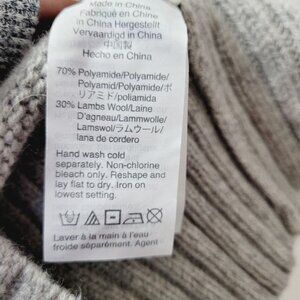 Made in China
Fabriqué en Chine
Hergestellt in China
Vervaardigd in China
中国製
Hecho en China
70% Polyamide/Polyamide/
Polyamid/Polyamide/ポ
リアミド/poliamida
30% Lambs Wool/Laine
D'agneau/Lammwolle/
Lamswol/ラムウール/
lana de cordero
Hand wash cold
separately. Non-chlorine
bleach only. Reshape and
lay flat to dry. Iron on
lowest setting.
Laver à la main à l'eau
froide séparément. Agent